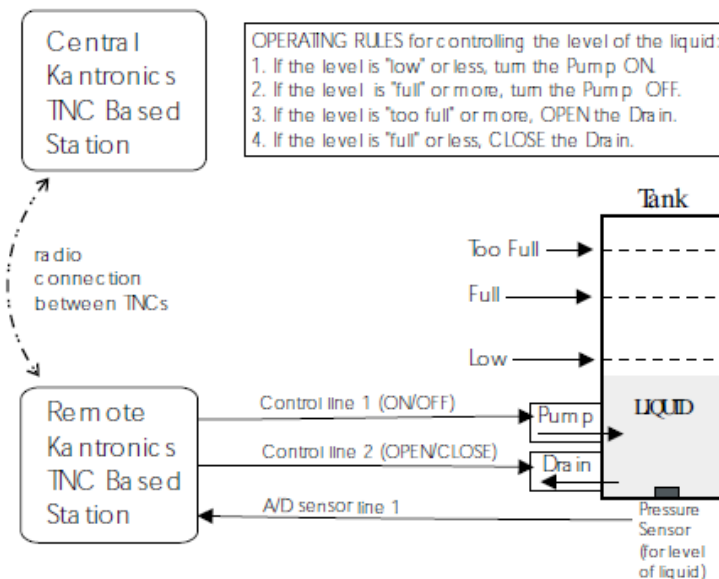 Central
Kantronics
TNC Based
Station
OPERATING RULES for controlling the level of the liquid:
1. If the level is "low" or less, turn the Pump ON.
2. If the level is "full" or more, turn the Pump OFF.
3. If the level is "too full" or more, OPEN the Drain.
4. If the level is "full" or less, CLOSE the Drain.
Tank
radio
connection
between TNCs
Too Full
Full
Low
Remote
Kantronics
TNC Based
Station
Control line 1 (ON/OFF)
Control line 2 (OPEN/CLOSE)
A/D sensor line 1
Pump
Drain
LIQUID
Pressure
Sensor
(for level
of liquid)